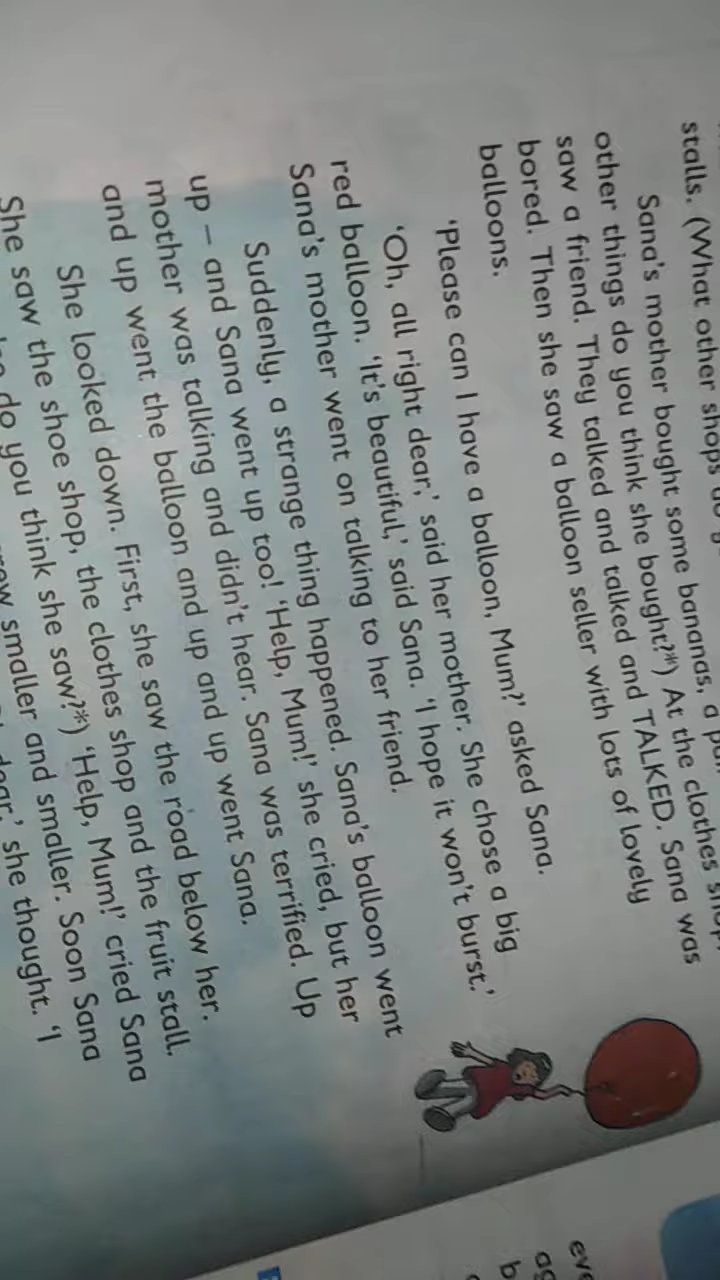 stalls. (What other shops do
Sana's mother bought some bananas, a
other things do you think she bought?*) At the clothes
saw a friend. They talked and talked and TALKED. Sana was
bored. Then she saw a balloon seller with lots of lovely
balloons.
'Please can I have a balloon, Mum?' asked Sana.
'Oh, all right dear,' said her mother. She chose a big
red balloon. 'It's beautiful,' said Sana. 'I hope it won't burst.'
Sana's mother went on talking to her friend.
Suddenly, a strange thing happened. Sana's balloon went
up – and Sana went up too! 'Help, Mum!' she cried, but her
mother was talking and didn't hear. Sana was terrified. Up
and up went the balloon and up and up went Sana.
She looked down. First, she saw the road below her.
She saw the shoe shop, the clothes shop and the fruit stall.
do you think she saw?*) 'Help, Mum!' cried Sana
smaller and smaller. Soon Sana
she thought. 'I